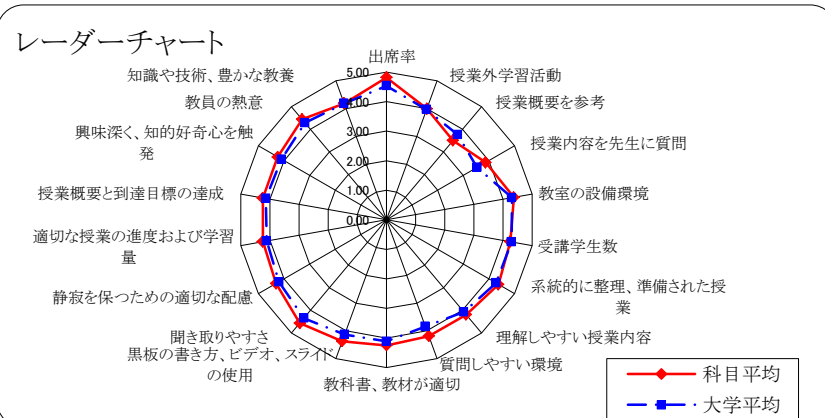 レーダーチャート
出席率
授業外学習活動
授業概要を参考
授業内容を先生に質問
教室の設備環境
受講学生数
系統的に整理、準備された授
業
理解しやすい授業内容
質問しやすい環境
教科書、教材が適切
黒板の書き方、ビデオ、スライド
の使用
聞き取りやすさ
静寂を保つための適切な配慮
適切な授業の進度および学習
量
授業概要と到達目標の達成
興味深く、知的好奇心を触
発
教員の熱意
知識や技術、豊かな教養
5.00
4.00
3.00
2.00
1.00
0.00
科目平均
大学平均